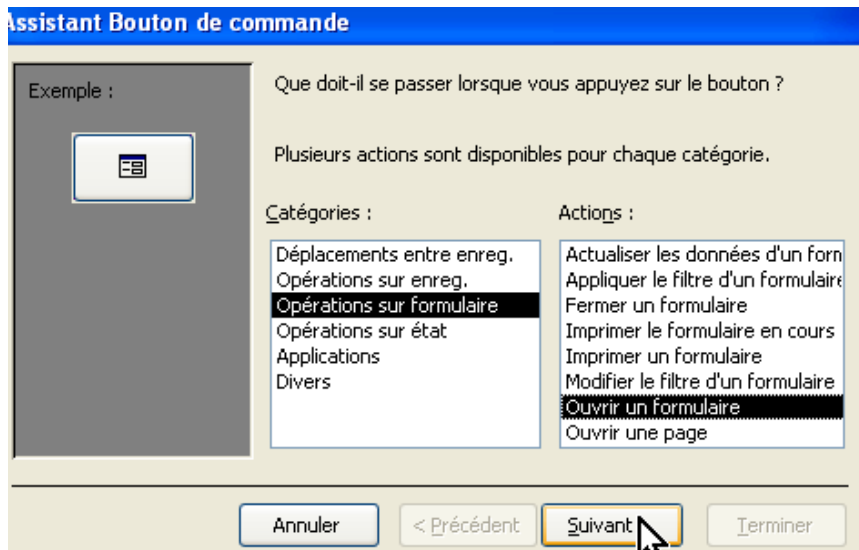 Assistant Bouton de commande
Exemple :
Que doit-il se passer lorsque vous appuyez sur le bouton ?
Plusieurs actions sont disponibles pour chaque catégorie.
Catégories :
Déplacements entre enreg.
Opérations sur enreg.
Opérations sur formulaire
Opérations sur état
Applications
Divers
Actions :
Actualiser les données d'un form
Appliquer le filtre d'un formulaire
Fermer un formulaire
Imprimer le formulaire en cours
Imprimer un formulaire
Modifier le filtre d'un formulaire
Ouvrir un formulaire
Ouvrir une page
Annuler
< Précédent
Suivant
Terminer